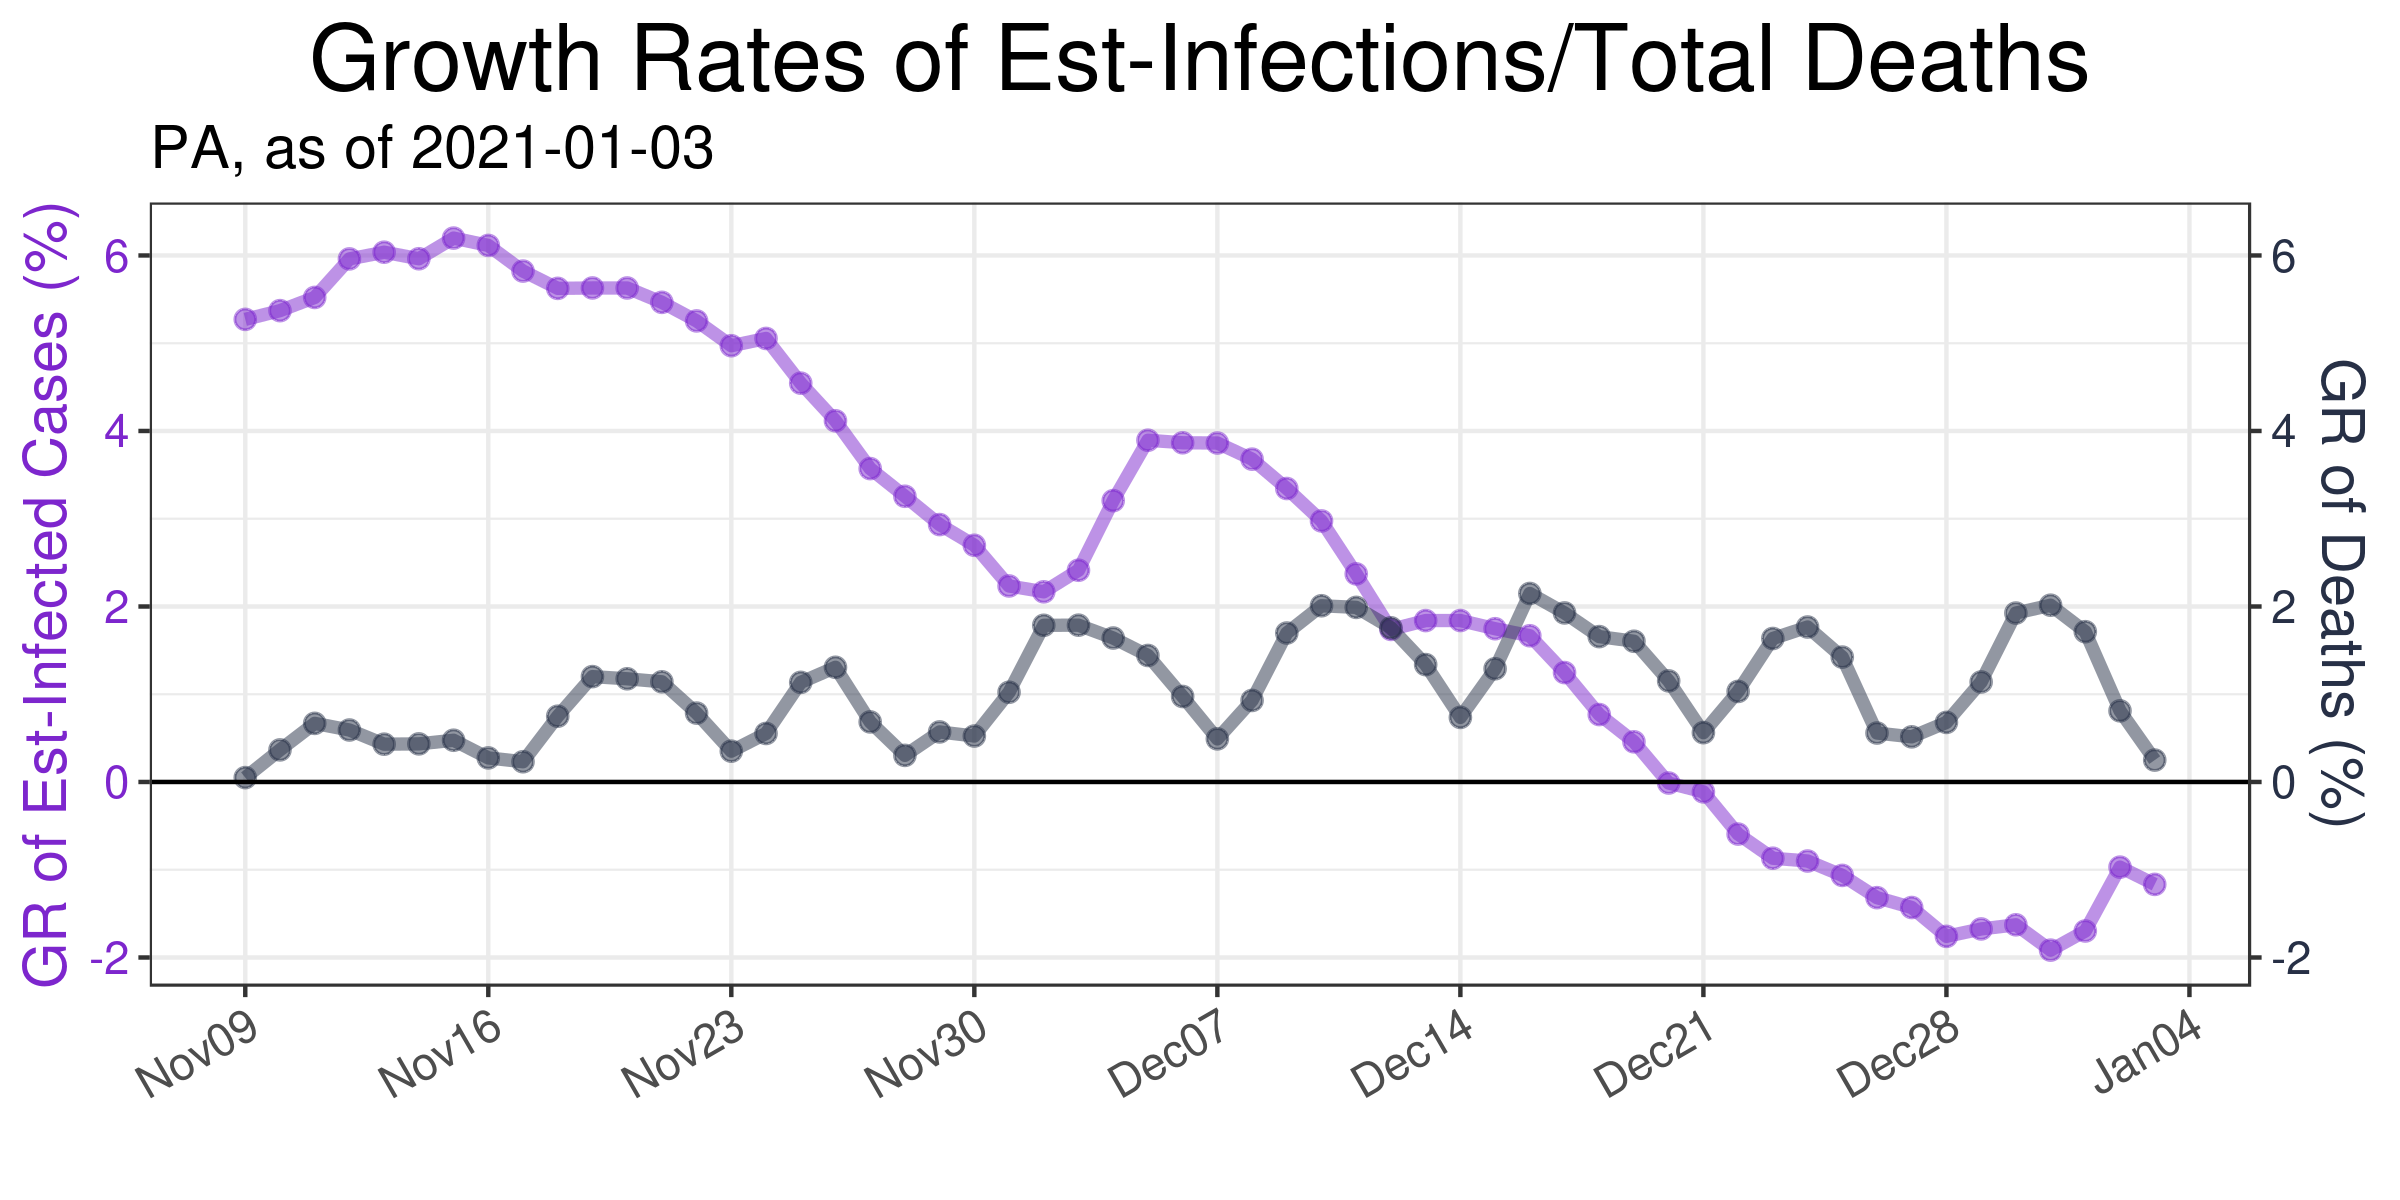 Growth Rates of Est-Infections/Total Deaths
PA, as of 2021-01-03
GR of Est-Infected Cases (%)
6
4
2
0
-2
6
4
2
0
-2
GR of Deaths (%)
Nov09
Nov16
Nov23
Nov30
Dec07
Dec14
Dec21
Dec28
Jan04